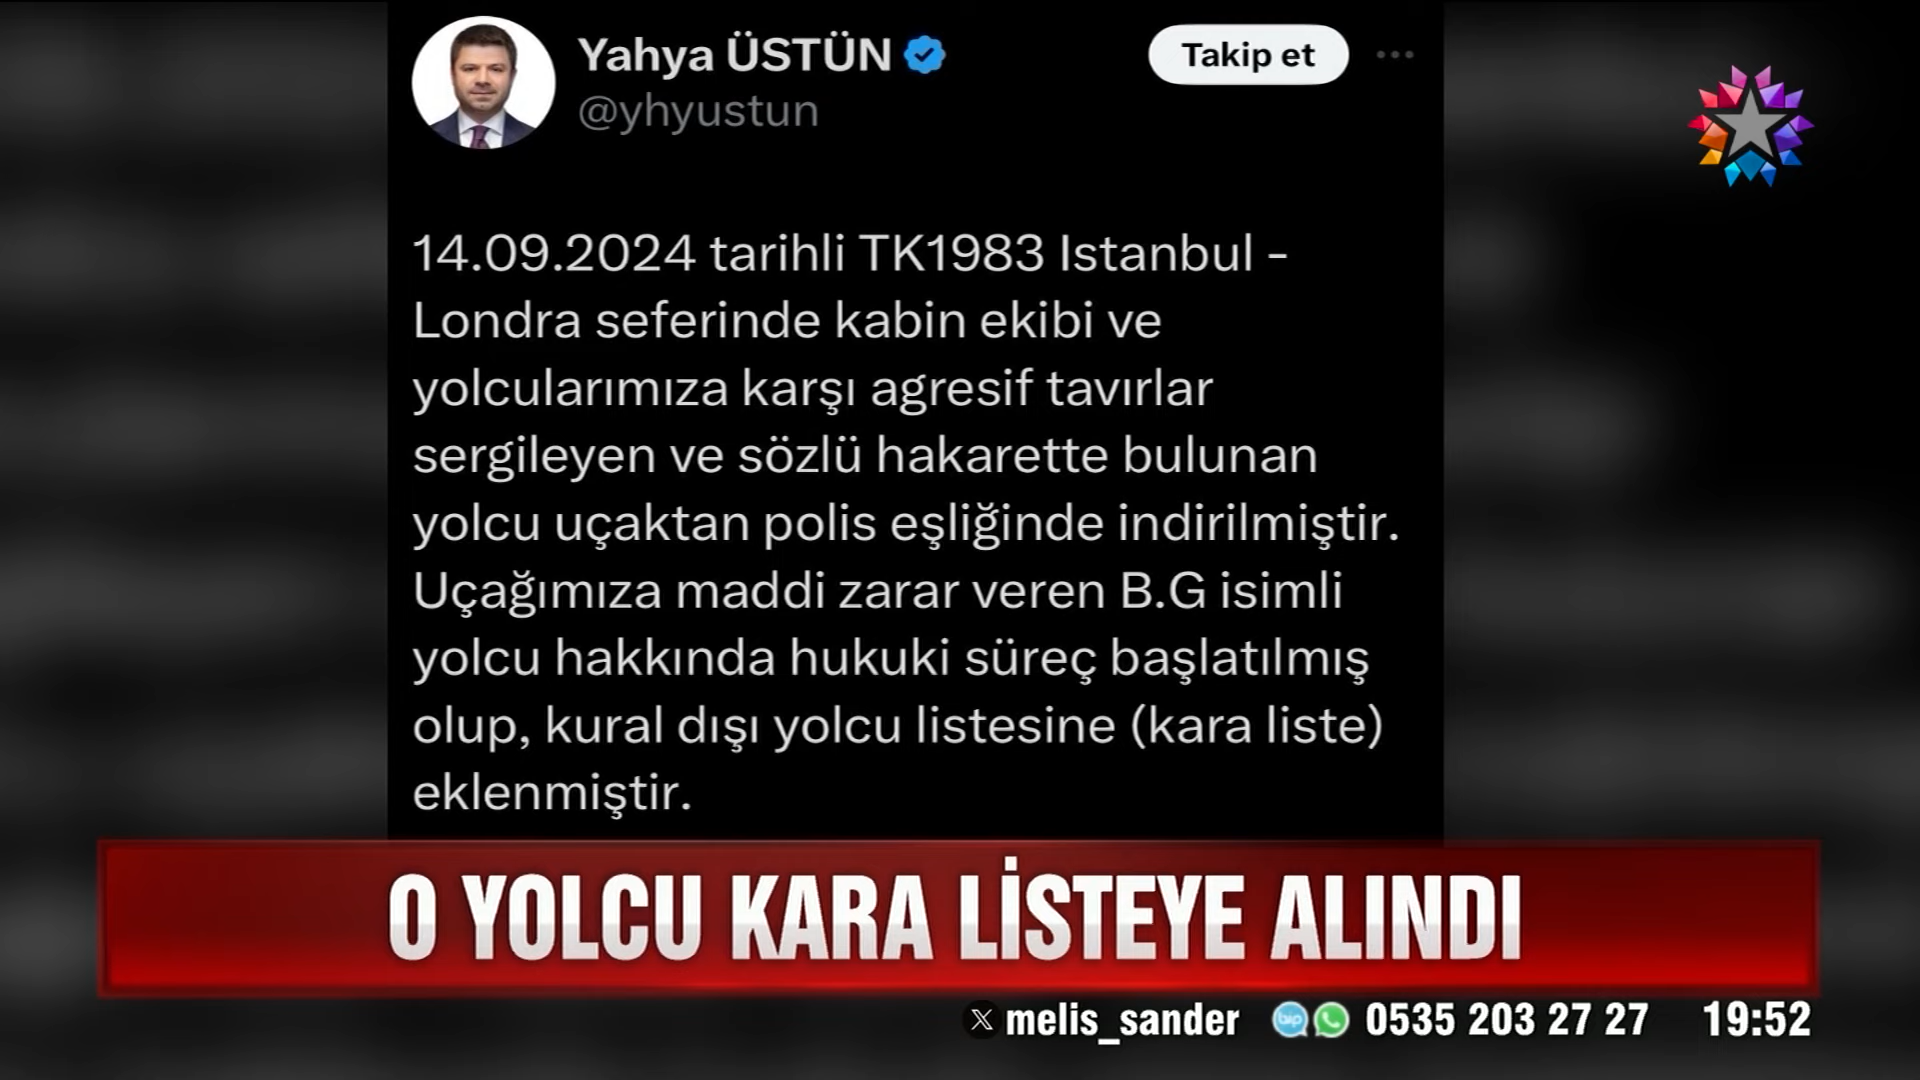 Yahya ÜSTÜN
Takip et
@yhyustun
14.09.2024 tarihli TK1983 Istanbul -
Londra seferinde kabin ekibi ve
yolcularımıza karşı agresif tavırlar
sergileyen ve sözlü hakarette bulunan
yolcu uçaktan polis eşliğinde indirilmiştir.
Uçağımıza maddi zarar veren B.G isimli
yolcu hakkında hukuki süreç başlatılmış
olup, kural dışı yolcu listesine (kara liste)
eklenmiştir.
O YOLCU KARA LİSTEYE ALINDI
X melis_sander bip 0535 203 27 27 19:52